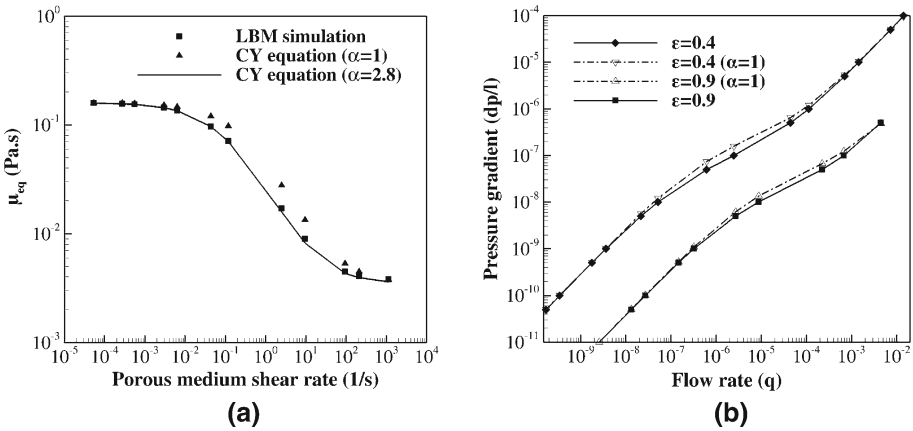 LBM simulation
CY equation (α=1)
CY equation (α=2.8)
μeq (Pa.s)
10^0
10^-1
10^-2
10^-3
10^-5 10^-4 10^-3 10^-2 10^-1 10^0 10^1 10^2 10^3 10^4
Porous medium shear rate (1/s)
(a)
ε=0.4
ε=0.4 (α=1)
ε=0.9 (α=1)
ε=0.9
Pressure gradient (dp/l)
10^-4
10^-5
10^-6
10^-7
10^-8
10^-9
10^-10
10^-11
10^-9 10^-8 10^-7 10^-6 10^-5 10^-4 10^-3 10^-2
Flow rate (q)
(b)